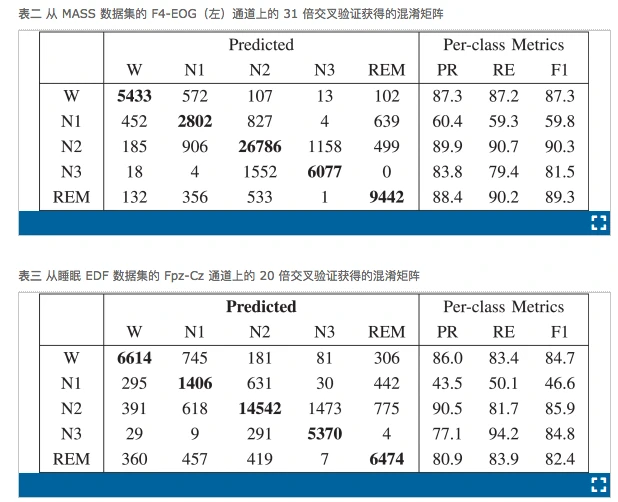 表二 从 MASS 数据集的 F4-EOG（左）通道上的 31 倍交叉验证获得的混淆矩阵
Predicted Per-class Metrics
W N1 N2 N3 REM PR RE F1
W 5433 572 107 13 102 87.3 87.2 87.3
N1 452 2802 827 4 639 60.4 59.3 59.8
N2 185 906 26786 1158 499 89.9 90.7 90.3
N3 18 4 1552 6077 0 83.8 79.4 81.5
REM 132 356 533 1 9442 88.4 90.2 89.3
表三 从睡眠 EDF 数据集的 Fpz-Cz 通道上的 20 倍交叉验证获得的混淆矩阵
Predicted Per-class Metrics
W N1 N2 N3 REM PR RE F1
W 6614 745 181 81 306 86.0 83.4 84.7
N1 295 1406 631 30 442 43.5 50.1 46.6
N2 391 618 14542 1473 775 90.5 81.7 85.9
N3 29 9 291 5370 4 77.1 94.2 84.8
REM 360 457 419 7 6474 80.9 83.9 82.4